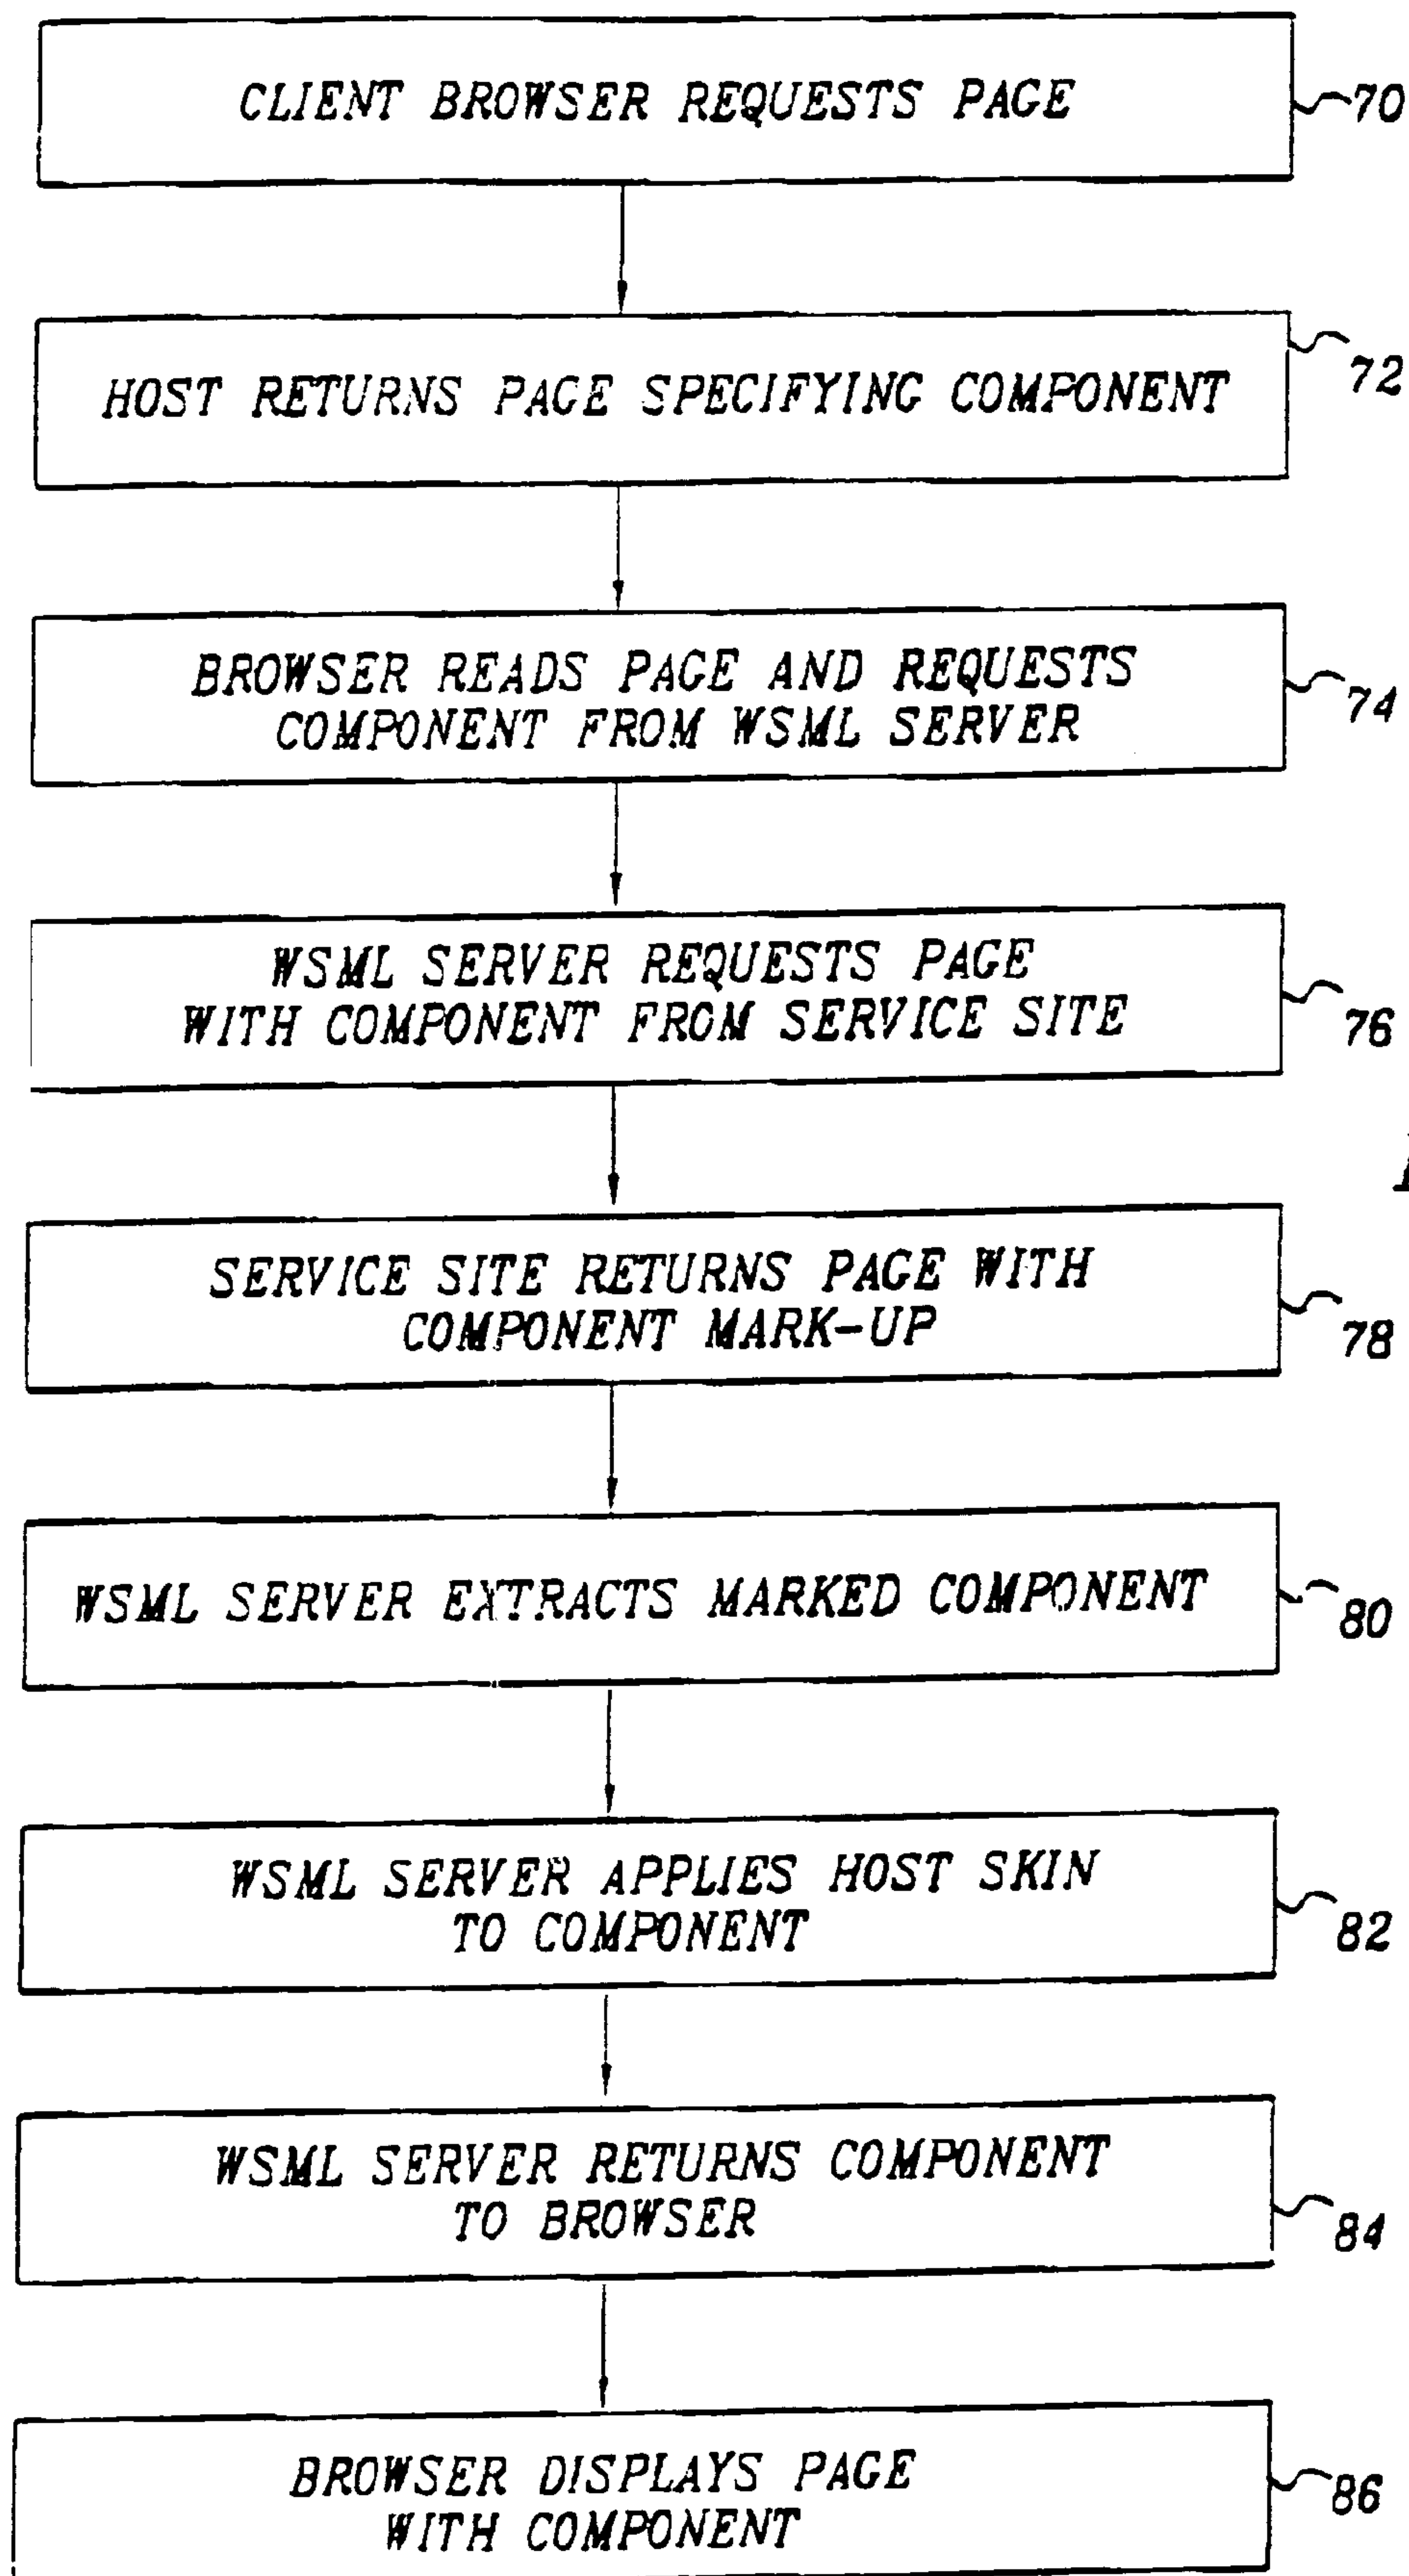 CLIENT BROWSER REQUESTS PAGE
70
HOST RETURNS PAGE SPECIFYING COMPONENT
72
BROWSER READS PAGE AND REQUESTS
COMPONENT FROM WSML SERVER
74
WSML SERVER REQUESTS PAGE
WITH COMPONENT FROM SERVICE SITE
76
SERVICE SITE RETURNS PAGE WITH
COMPONENT MARK-UP
78
WSML SERVER EXTRACTS MARKED COMPONENT
80
WSML SERVER APPLIES HOST SKIN
TO COMPONENT
82
WSML SERVER RETURNS COMPONENT
TO BROWSER
84
BROWSER DISPLAYS PAGE
WITH COMPONENT
86